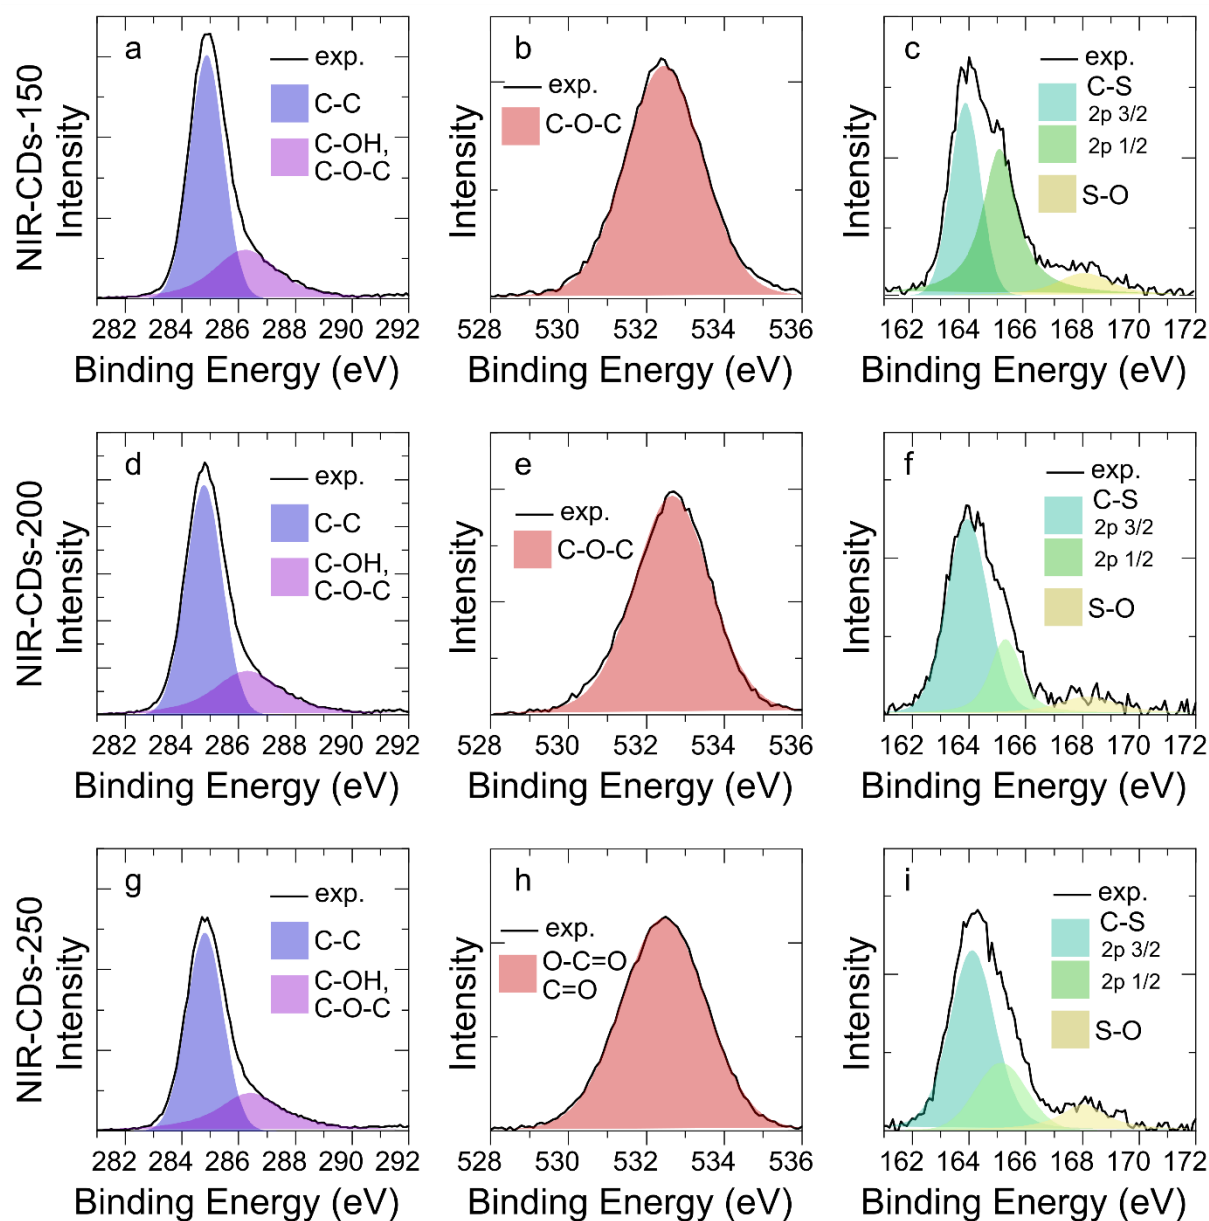 NIR-CDs-150
Intensity
a
exp.
C-C
C-OH,
C-O-C
282 284 286 288 290 292
Binding Energy (eV)
Intensity
b
exp.
C-O-C
528 530 532 534 536
Binding Energy (eV)
Intensity
c
exp.
C-S
2p 3/2
2p 1/2
S-O
162 164 166 168 170 172
Binding Energy (eV)
NIR-CDs-200
Intensity
d
exp.
C-C
C-OH,
C-O-C
282 284 286 288 290 292
Binding Energy (eV)
Intensity
e
exp.
C-O-C
528 530 532 534 536
Binding Energy (eV)
Intensity
f
exp.
C-S
2p 3/2
2p 1/2
S-O
162 164 166 168 170 172
Binding Energy (eV)
NIR-CDs-250
Intensity
g
exp.
C-C
C-OH,
C-O-C
282 284 286 288 290 292
Binding Energy (eV)
Intensity
h
exp.
O-C=O
C=O
528 530 532 534 536
Binding Energy (eV)
Intensity
i
exp.
C-S
2p 3/2
2p 1/2
S-O
162 164 166 168 170 172
Binding Energy (eV)